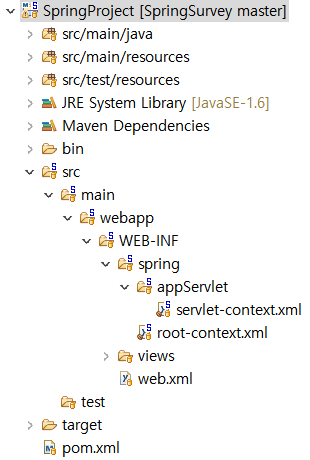 SpringProject [SpringSurvey master]
src/main/java
src/main/resources
src/test/resources
JRE System Library [JavaSE-1.6]
Maven Dependencies
bin
src
main
webapp
WEB-INF
spring
appServlet
servlet-context.xml
root-context.xml
views
web.xml
test
target
pom.xml